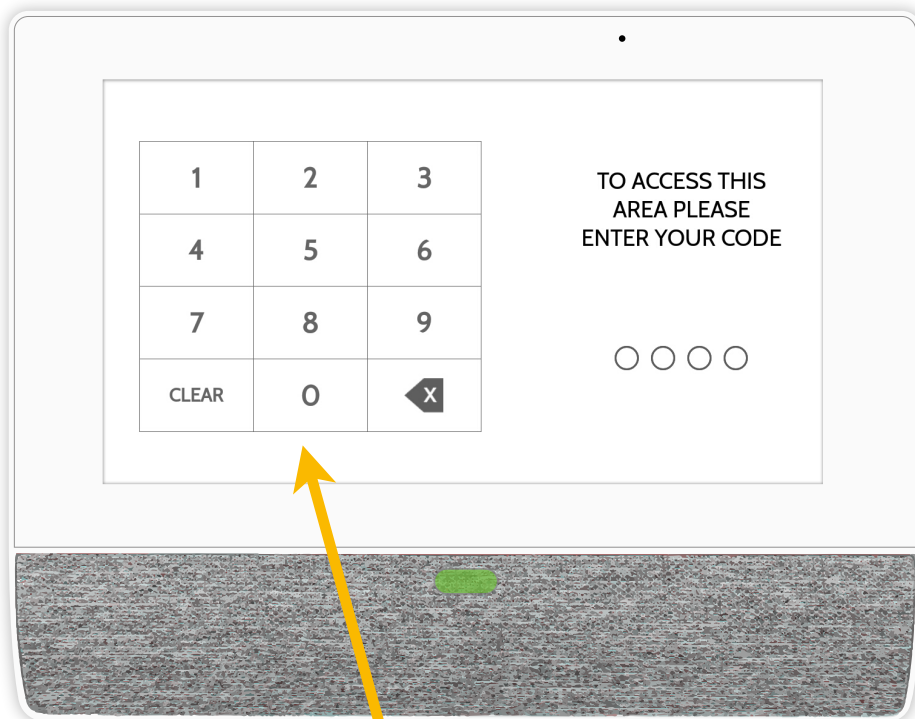 1 2 3
4 5 6
7 8 9
CLEAR 0 X
TO ACCESS THIS
AREA PLEASE
ENTER YOUR CODE